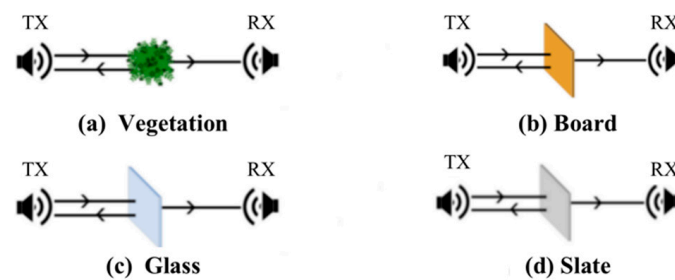 TX RX TX RX
(a) Vegetation (b) Board
TX RX TX RX
(c) Glass (d) Slate